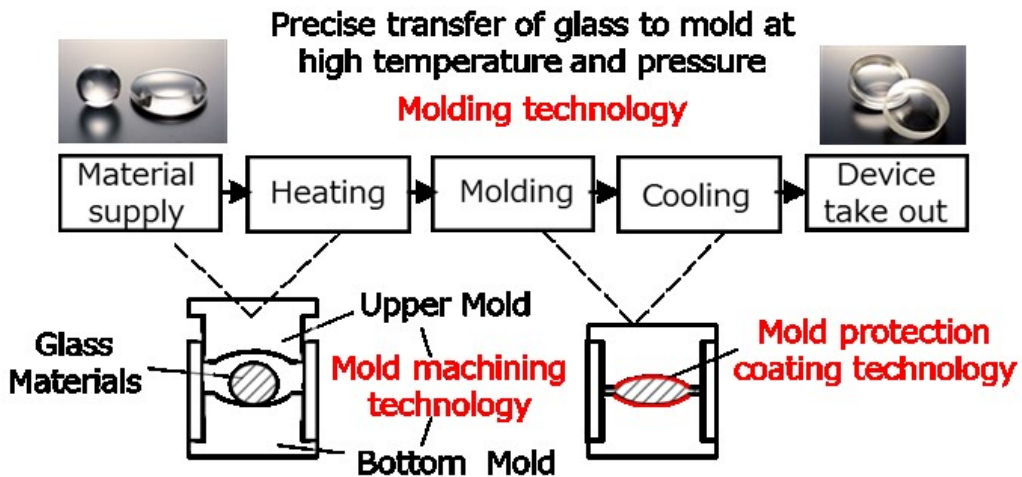 Precise transfer of glass to mold at
high temperature and pressure
Molding technology
Material
supply
Heating
Molding
Cooling
Device
take out
Upper Mold
Glass
Materials
Mold machining
technology
Bottom Mold
Mold protection
coating technology